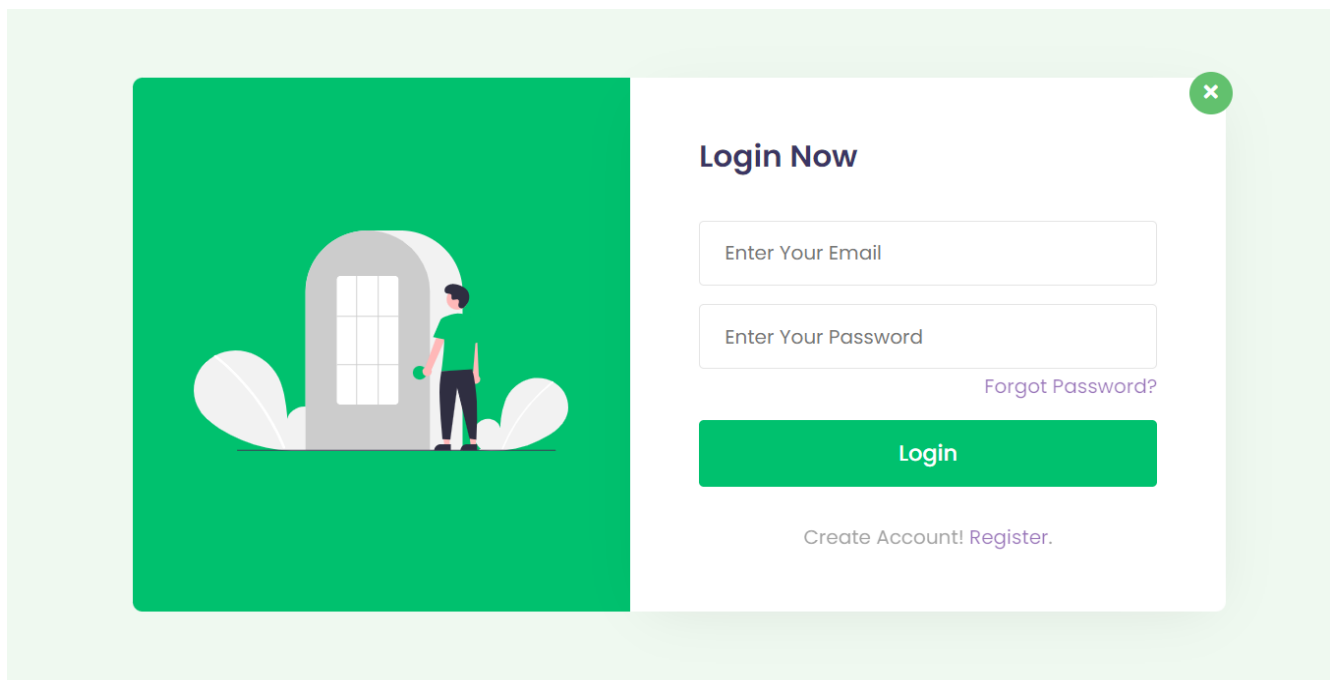 Login Now
Enter Your Email
Enter Your Password
Forgot Password?
Login
Create Account! Register.